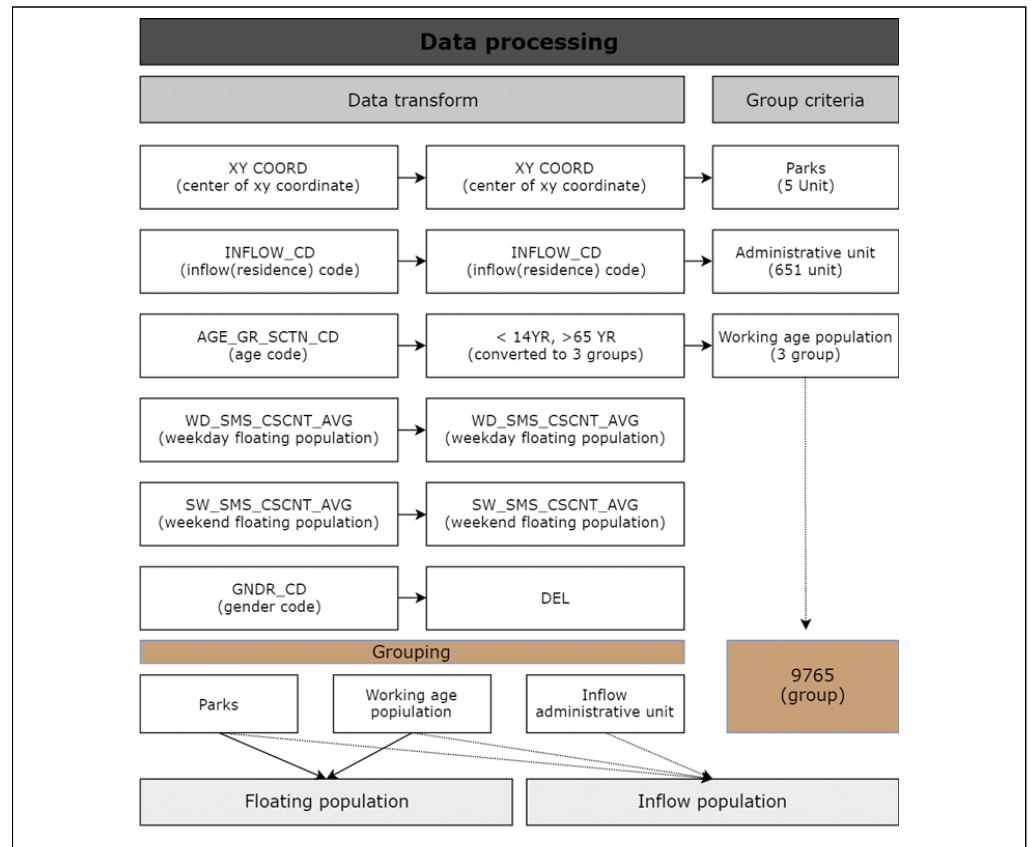 Data processing
Data transform
Group criteria
XY COORD
(center of xy coordinate)
XY COORD
(center of xy coordinate)
Parks
(5 Unit)
INFLOW_CD
(inflow(residence) code)
INFLOW_CD
(inflow(residence) code)
Administrative unit
(651 unit)
AGE_GR_SCTN_CD
(age code)
< 14YR, >65 YR
(converted to 3 groups)
Working age population
(3 group)
WD_SMS_CSCNT_AVG
(weekday floating population)
WD_SMS_CSCNT_AVG
(weekday floating population)
SW_SMS_CSCNT_AVG
(weekend floating population)
SW_SMS_CSCNT_AVG
(weekend floating population)
GNDR_CD
(gender code)
DEL
Grouping
9765
(group)
Parks
Working age
popiulation
Inflow
administrative unit
Floating population
Inflow population